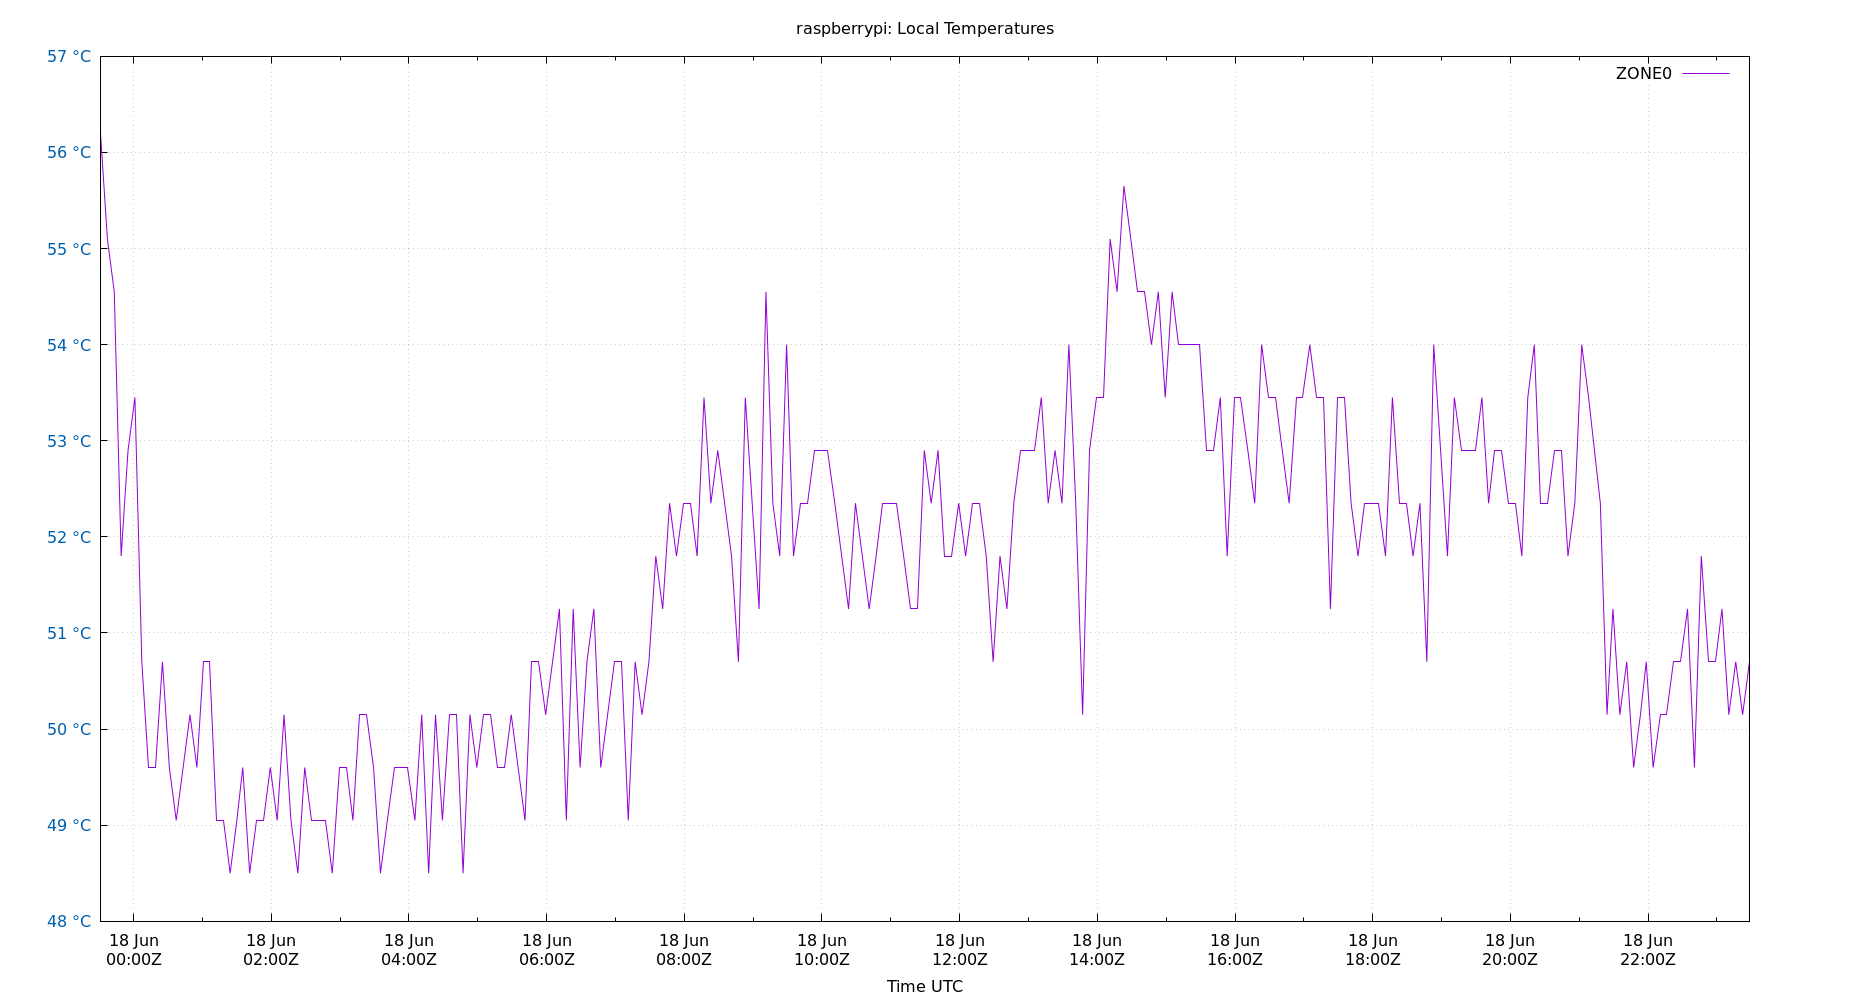 raspberrypi: Local Temperatures
57 °C
ZONE0
56 °C
55 °C
54 °C
53 °C
52 °C
51 °C
50 °C
49 °C
48 °C
18 Jun 18 Jun 18 Jun 18 Jun 18 Jun 18 Jun 18 Jun 18 Jun 18 Jun 18 Jun 18 Jun 18 Jun
00:00Z 02:00Z 04:00Z 06:00Z 08:00Z 10:00Z 12:00Z 14:00Z 16:00Z 18:00Z 20:00Z 22:00Z
Time UTC